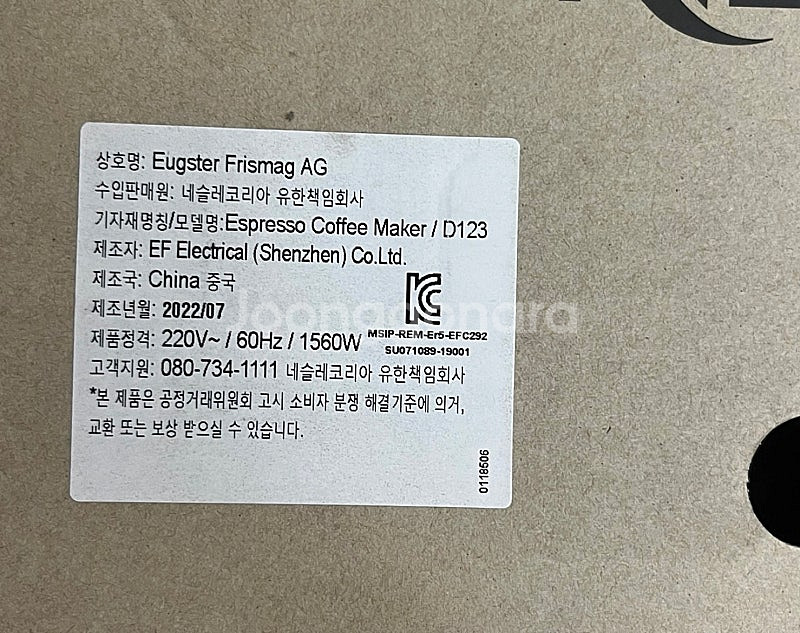 상호명: Eugster Frismag AG
수입판매원: 네슬레코리아 유한책임회사
기자재명칭/모델명:Espresso Coffee Maker / D123
제조자: EF Electrical (Shenzhen) Co.Ltd.
제조국: China 중국
제조년월: 2022/07
제품정격: 220V~ / 60Hz / 1560W
MSIP-REM-Er5-EFC292
SU071089-19001
고객지원: 080-734-1111 네슬레코리아 유한책임회사
*본 제품은 공정거래위원회 고시 소비자 분쟁 해결기준에 의거,
교환 또는 보상 받으실 수 있습니다.
0118506
Joonggonara